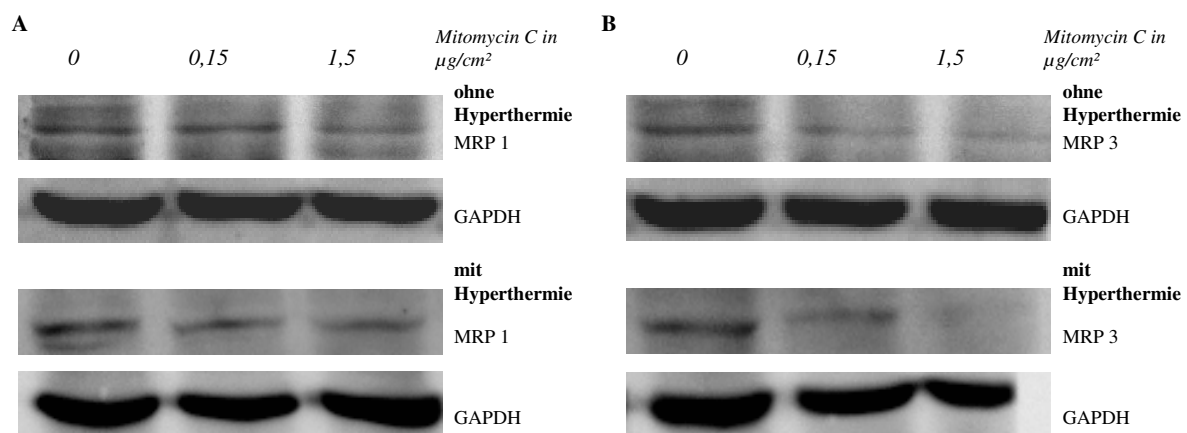 A
0 0,15 1,5 Mitomycin C in
µg/cm²
ohne
Hyperthermie
MRP 1
GAPDH
mit
Hyperthermie
MRP 1
GAPDH
B
0 0,15 1,5 Mitomycin C in
µg/cm²
ohne
Hyperthermie
MRP 3
GAPDH
mit
Hyperthermie
MRP 3
GAPDH